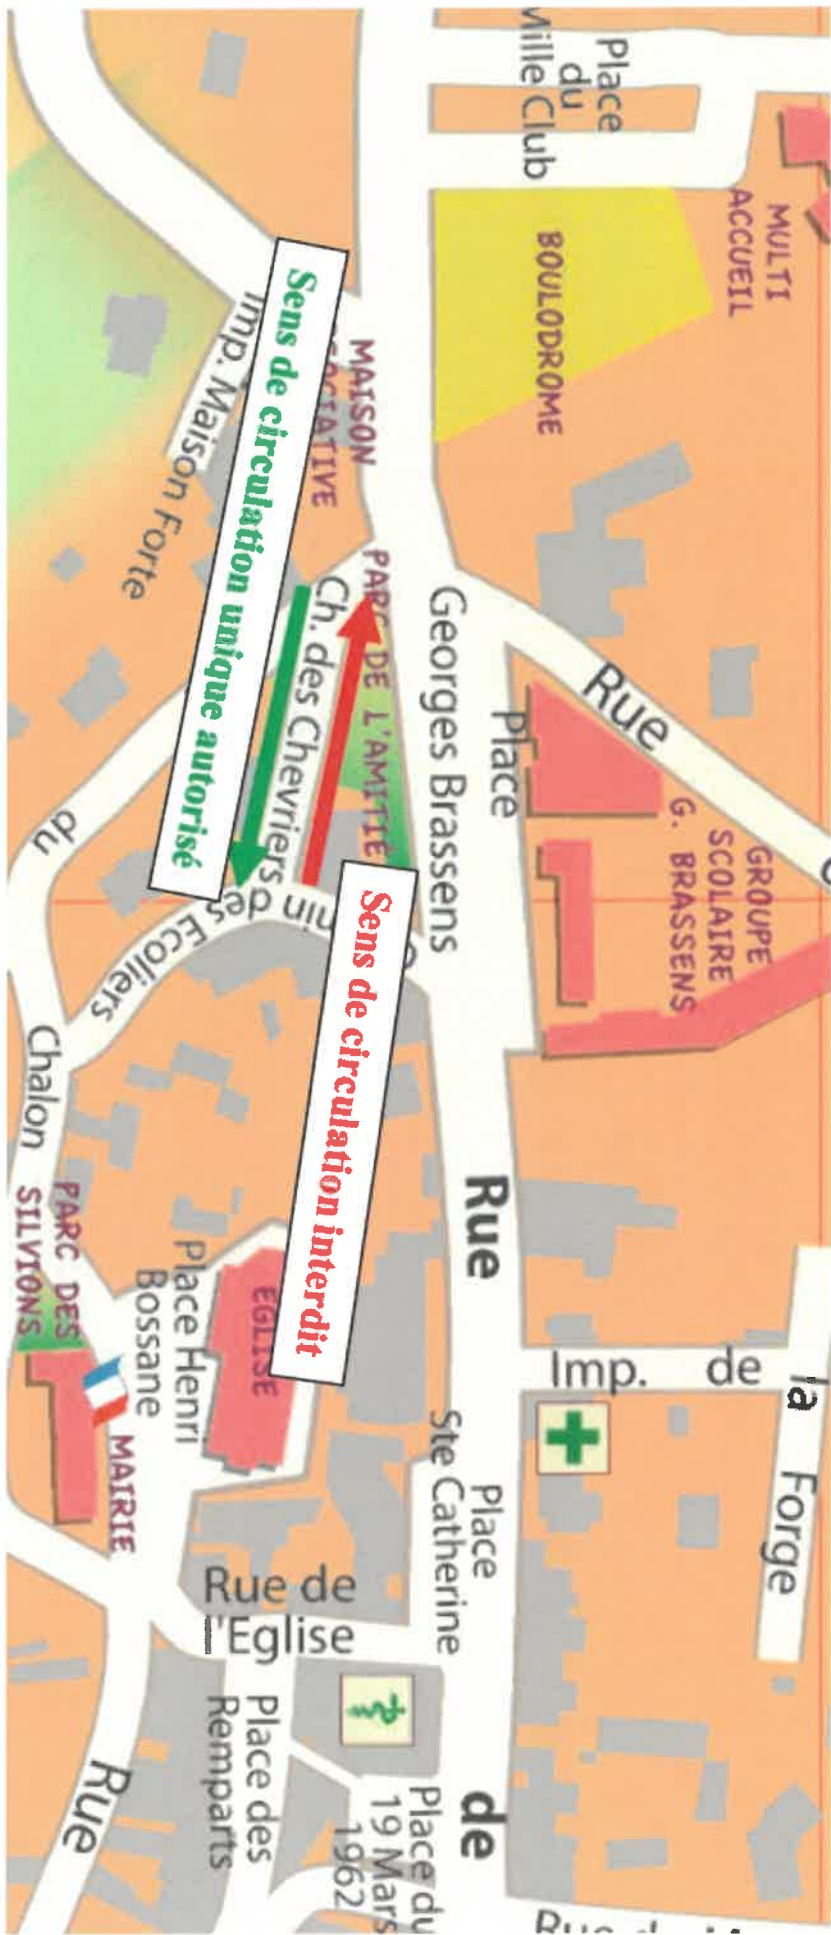 Place
du
Mille Club
MULTI
ACCUEIL
BOULODROME
Imp. Maison Forte
MAISON
Sens de circulation unique autorisé
PARC DE L'AMITIÉ
Ch. des Chevriers
Georges Brassens
Place
Rue
GROUPE
SCOLAIRE
G. BRASSENS
du
Chalon
des Ecoliers
Sens de circulation interdit
Rue
PARC DES
SILVIONS
Place Henri
Bossane
EGLISE
MAIRIE
Imp. de la Forge
Place
Ste Catherine
Rue de
l'Eglise
Place des
Remparts
Place du
19 Mars
1962
de
Rue